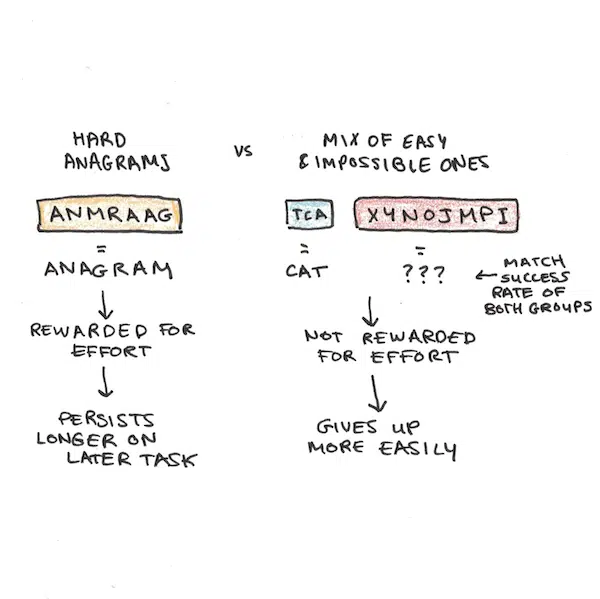 HARD
ANAGRAMS
VS
MIX OF EASY
& IMPOSSIBLE ONES
ANMRAAG
TCA
X4NOJMPI
=
=
=
ANAGRAM
CAT
???
← MATCH
SUCCESS
RATE OF
BOTH GROUPS
REWARDED FOR
EFFORT
NOT REWARDED
FOR EFFORT
PERSISTS
LONGER ON
LATER TASK
GIVES UP
MORE EASILY